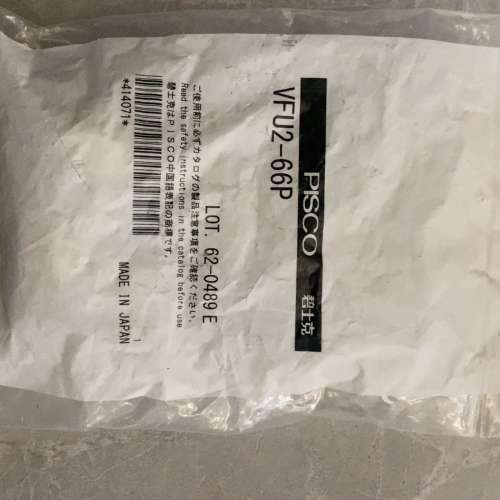 PISCO 碧士克
VFU2-66P
LOT. 62-0489 E
ご使用前に必ずカタログの製品注意事項をご確認ください。
Read the safety instructions in the catalog before use
碧士克はPISCO中国語表記の商標です。
*414071*
1
MADE IN JAPAN